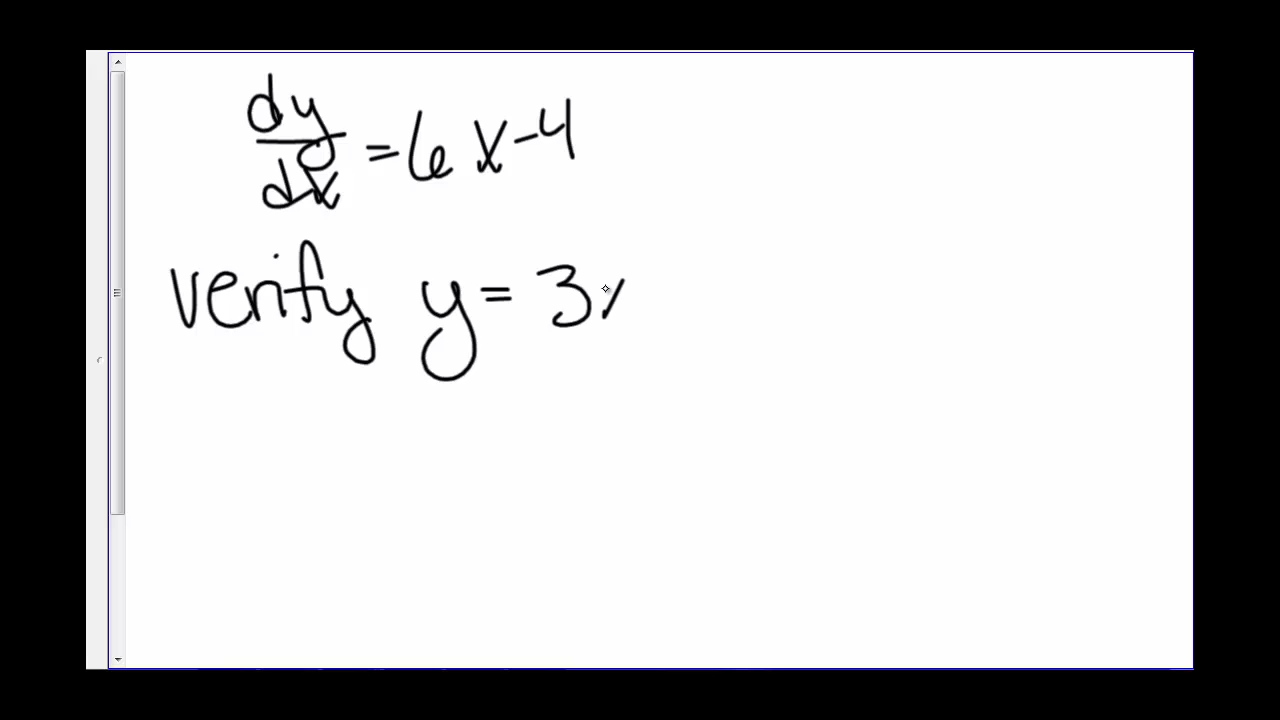 dy/dx = 6x-4
verify y = 3